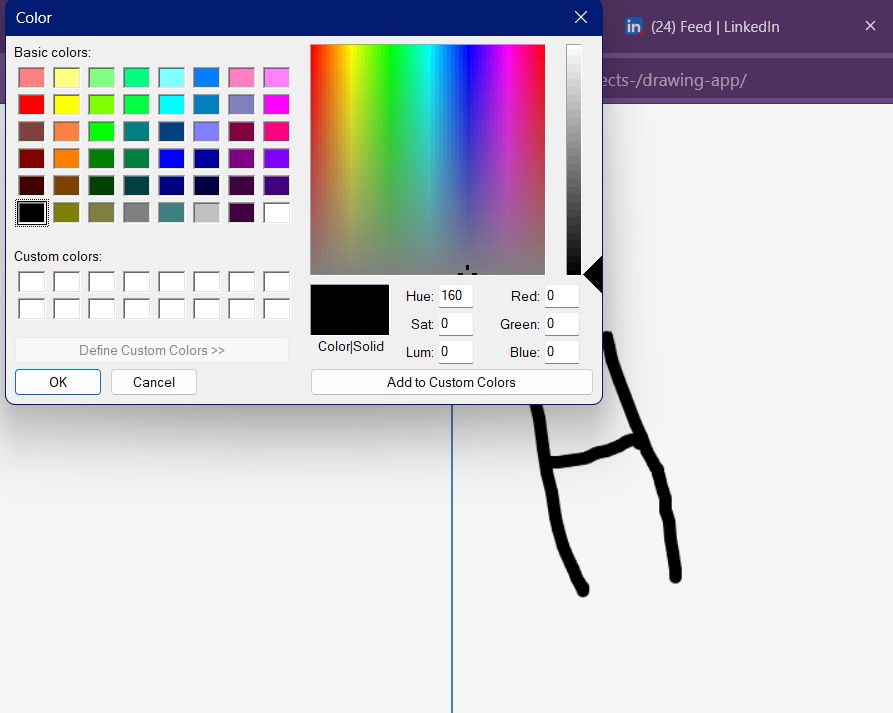 Color
in (24) Feed | LinkedIn
ects-/drawing-app/
Basic colors:
Custom colors:
Define Custom Colors >>
OK Cancel
Color|Solid
Hue: 160 Red: 0
Sat: 0 Green: 0
Lum: 0 Blue: 0
Add to Custom Colors
H